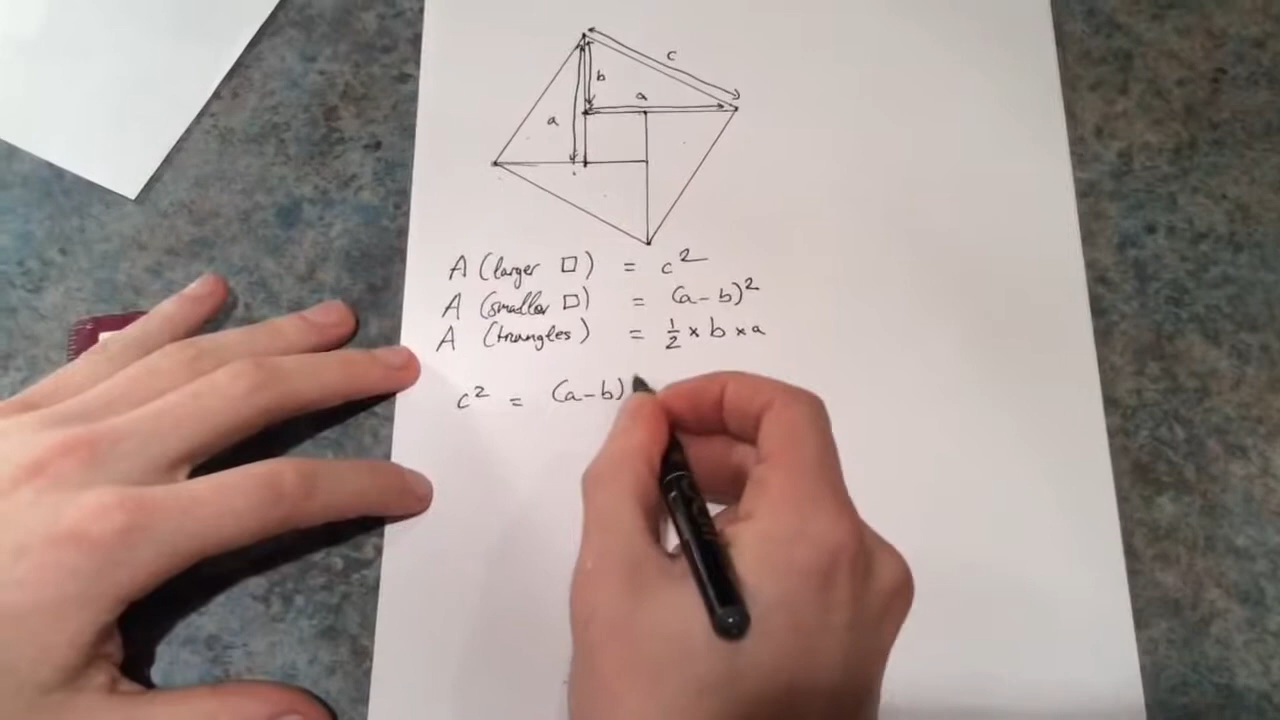 c
b
a
a
A (larger □) = c²
A (smaller □) = (a-b)²
A (triangles) = ½ × b × a
c² = (a-b)